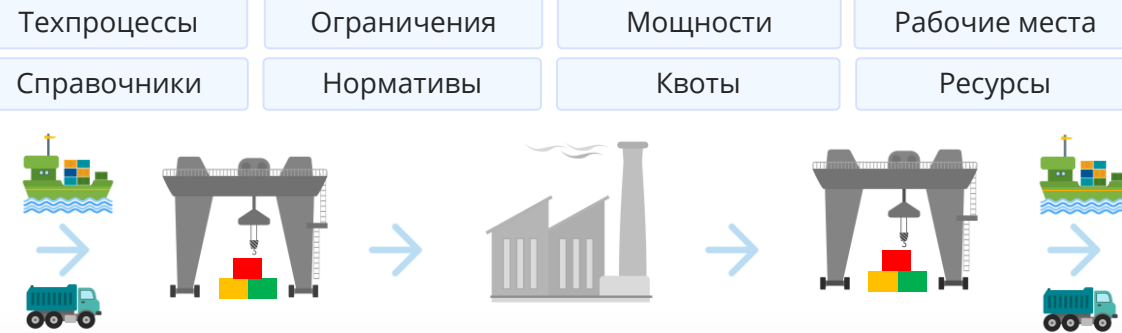 Техпроцессы Ограничения Мощности Рабочие места
Справочники Нормативы Квоты Ресурсы